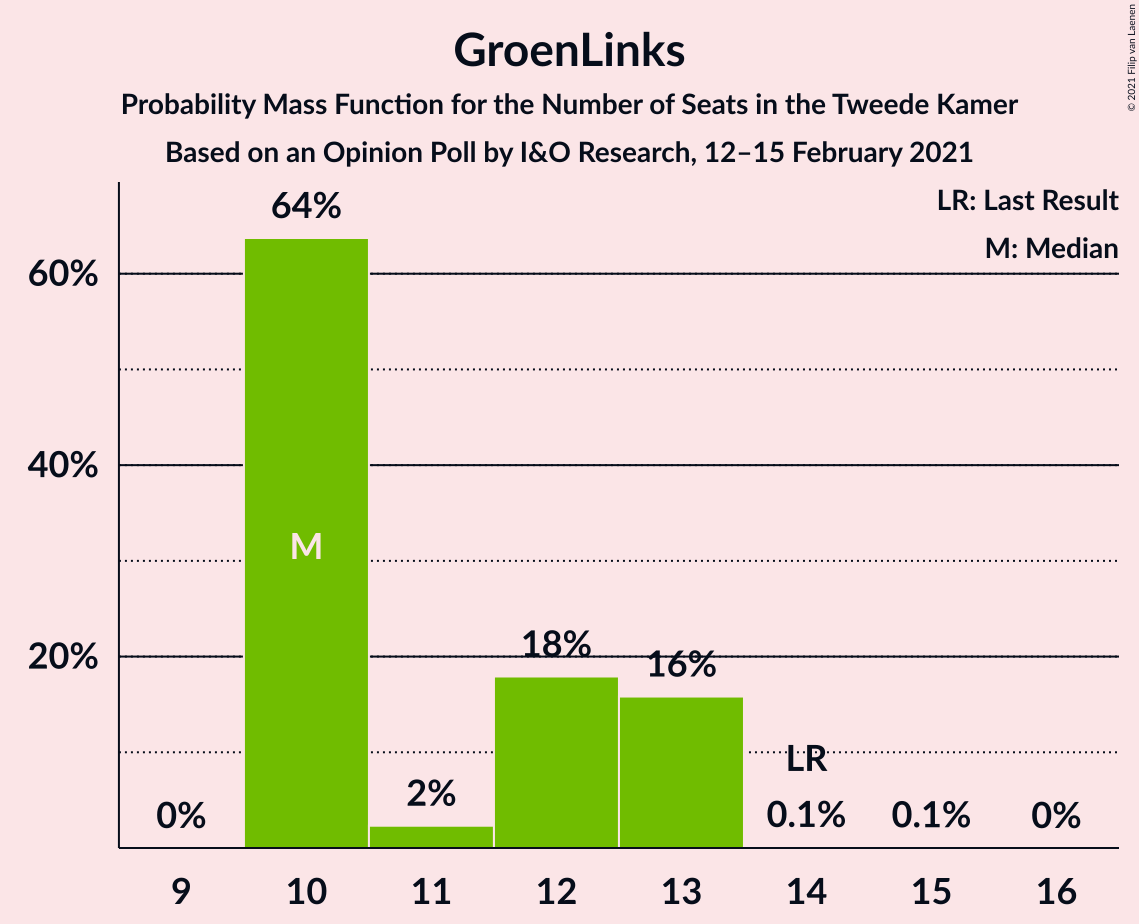 GroenLinks
Probability Mass Function for the Number of Seats in the Tweede Kamer
Based on an Opinion Poll by I&O Research, 12–15 February 2021
© 2021 Filip van Laenen
LR: Last Result
M: Median
60%
40%
20%
0%
64%
M
2%
18%
16%
LR
0.1%
0.1%
0%
9 10 11 12 13 14 15 16